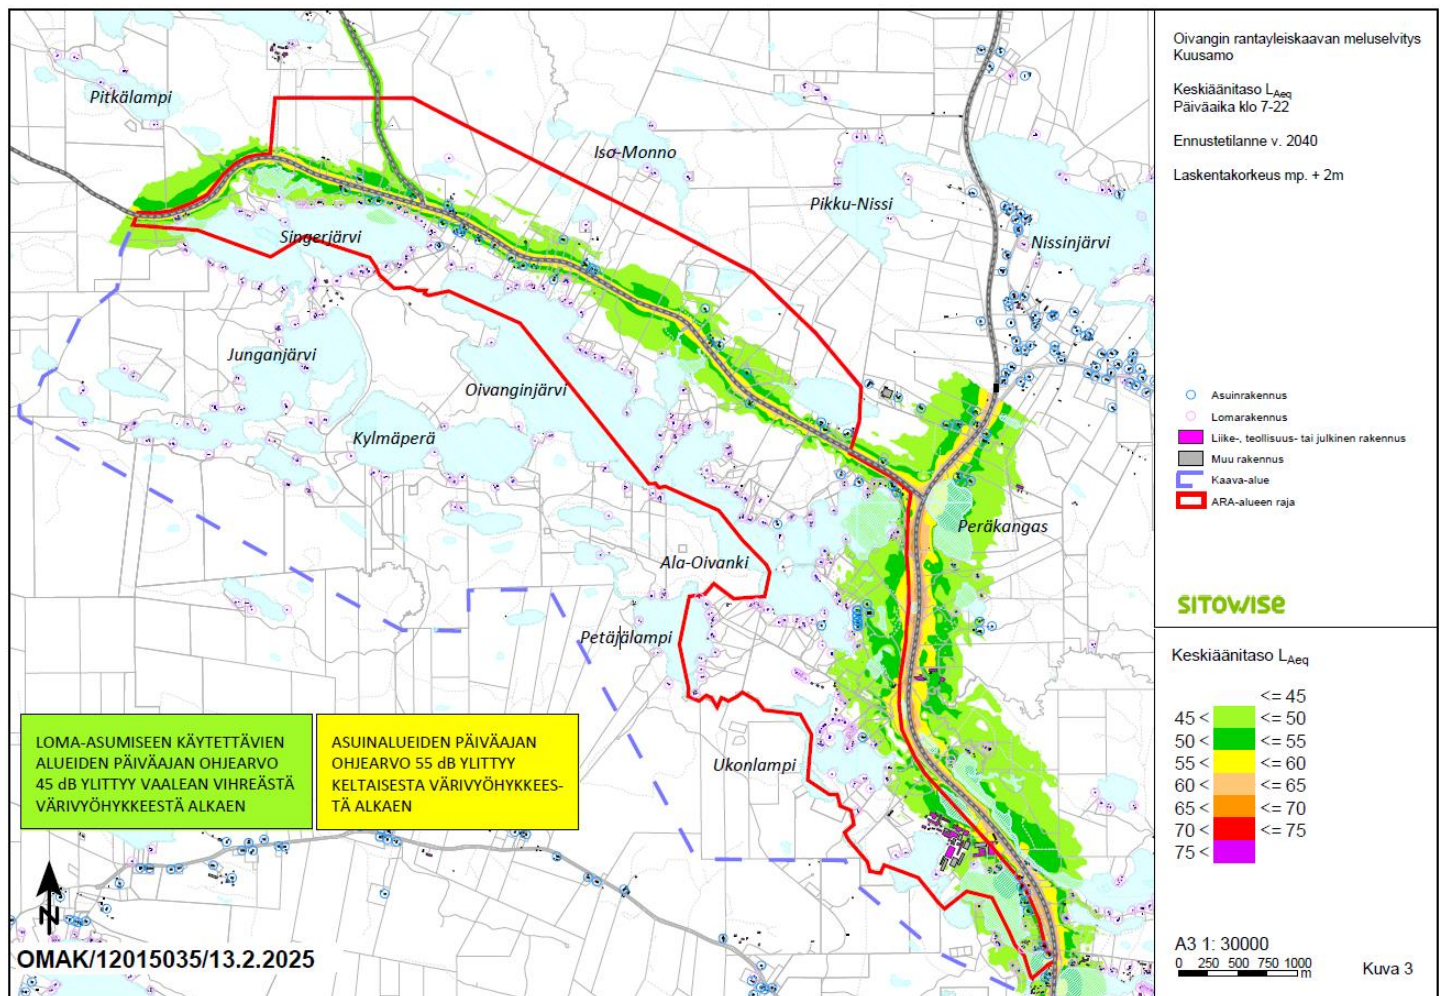 Oivangin rantayleiskaavan meluselvitys
Kuusamo
Keskiäänitaso LAeq
Päiväaika klo 7-22
Ennustetilanne v. 2040
Laskentakorkeus mp. + 2m
Pitkälampi
Iso-Monno
Pikku-Nissi
Nissinjärvi
Singerjärvi
Junganjärvi
Oivanginjärvi
Kylmäperä
Peräkangas
Ala-Oivanki
Petäjälampi
Ukonlampi
Asuinrakennus
Lomarakennus
Liike-, teollisuus- tai julkinen rakennus
Muu rakennus
Kaava-alue
ARA-alueen raja
SITOWISE
Keskiäänitaso LAeq
<= 45
45 < <= 50
50 < <= 55
55 < <= 60
60 < <= 65
65 < <= 70
70 < <= 75
75 <
LOMA-ASUMISEEN KÄYTETTÄVIEN
ALUEIDEN PÄIVÄAJAN OHJEARVO
45 dB YLITTYY VAALEAN VIHREÄSTÄ
VÄRIVYÖHYKKEESTÄ ALKAEN
ASUINALUEIDEN PÄIVÄAJAN
OHJEARVO 55 dB YLITTYY
KELTAISESTA VÄRIVYÖHYKKEES-
TÄ ALKAEN
N
OMAK/12015035/13.2.2025
A3 1: 30000
0 250 500 750 1000
m
Kuva 3